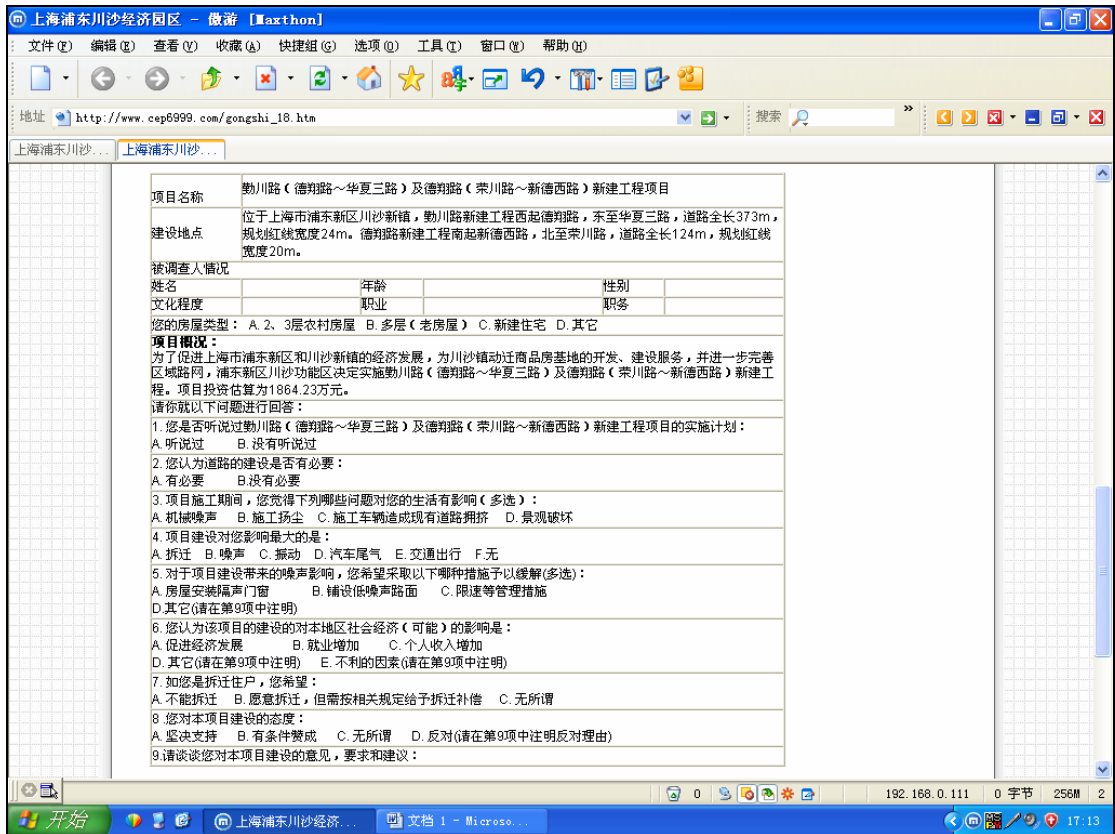 上海浦东川沙经济园区 - 傲游 [Maxthon]
文件(F) 编辑(E) 查看(V) 收藏(A) 快捷组(G) 选项(O) 工具(T) 窗口(W) 帮助(H)
地址 http://www.cep6999.com/gongshi_18.htm 搜索 »
上海浦东川沙... 上海浦东川沙...
项目名称 勤川路(德翔路～华夏三路)及德翔路(荣川路～新德西路)新建工程项目
建设地点 位于上海市浦东新区川沙新镇,勤川路新建工程西起德翔路,东至华夏三路,道路全长373m,
规划红线宽度24m。德翔路新建工程南起新德西路,北至荣川路,道路全长124m,规划红线
宽度20m。
被调查人情况
姓名 年龄 性别
文化程度 职业 职务
您的房屋类型: A.2、3层农村房屋 B.多层(老房屋) C.新建住宅 D.其它
项目概况:
为了促进上海市浦东新区和川沙新镇的经济发展,为川沙镇动迁商品房基地的开发、建设服务,并进一步完善
区域路网,浦东新区川沙功能区决定实施勤川路(德翔路～华夏三路)及德翔路(荣川路～新德西路)新建工
程。项目投资估算为1864.23万元。
请你就以下问题进行回答:
1.您是否听说过勤川路(德翔路～华夏三路)及德翔路(荣川路～新德西路)新建工程项目的实施计划:
A.听说过 B.没有听说过
2.您认为道路的建设是否有必要:
A.有必要 B.没有必要
3.项目施工期间,您觉得下列哪些问题对您的生活有影响(多选):
A.机械噪声 B.施工扬尘 C.施工车辆造成现有道路拥挤 D.景观破坏
4.项目建设对您影响最大的是:
A.拆迁 B.噪声 C.振动 D.汽车尾气 E.交通出行 F.无
5.对于项目建设带来的噪声影响,您希望采取以下哪种措施予以缓解(多选):
A.房屋安装隔声门窗 B.铺设低噪声路面 C.限速等管理措施
D.其它(请在第9项中注明)
6.您认为该项目的建设的对本地区社会经济(可能)的影响是:
A.促进经济发展 B.就业增加 C.个人收入增加
D.其它(请在第9项中注明) E.不利的因素(请在第9项中注明)
7.如您是拆迁住户,您希望:
A.不能拆迁 B.愿意拆迁,但需按相关规定给予拆迁补偿 C.无所谓
8.您对本项目建设的态度:
A.坚决支持 B.有条件赞成 C.无所谓 D.反对(请在第9项中注明反对理由)
9.请谈谈您对本项目建设的意见,要求和建议:
0 192.168.0.111 0 字节 256M 2
开始 上海浦东川沙经济... 文档 1 - Microso... 17:13